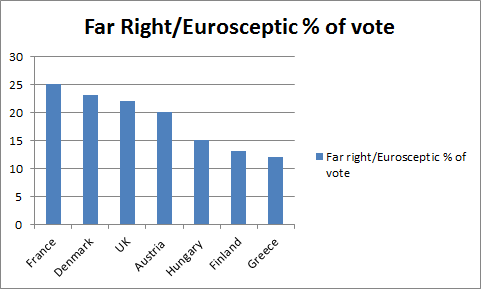 Far Right/Eurosceptic % of vote
30
25
20
15
10
5
0
France
Denmark
UK
Austria
Hungary
Finland
Greece
Far right/Eurosceptic % of
vote